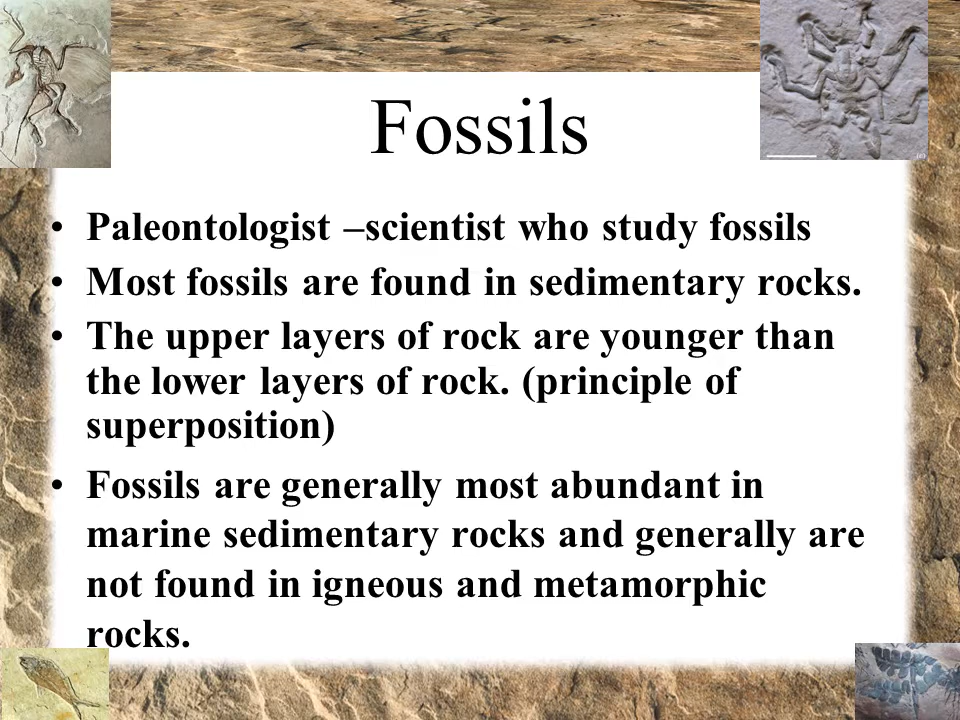 Fossils
• Paleontologist –scientist who study fossils
• Most fossils are found in sedimentary rocks.
• The upper layers of rock are younger than
the lower layers of rock. (principle of
superposition)
• Fossils are generally most abundant in
marine sedimentary rocks and generally are
not found in igneous and metamorphic
rocks.